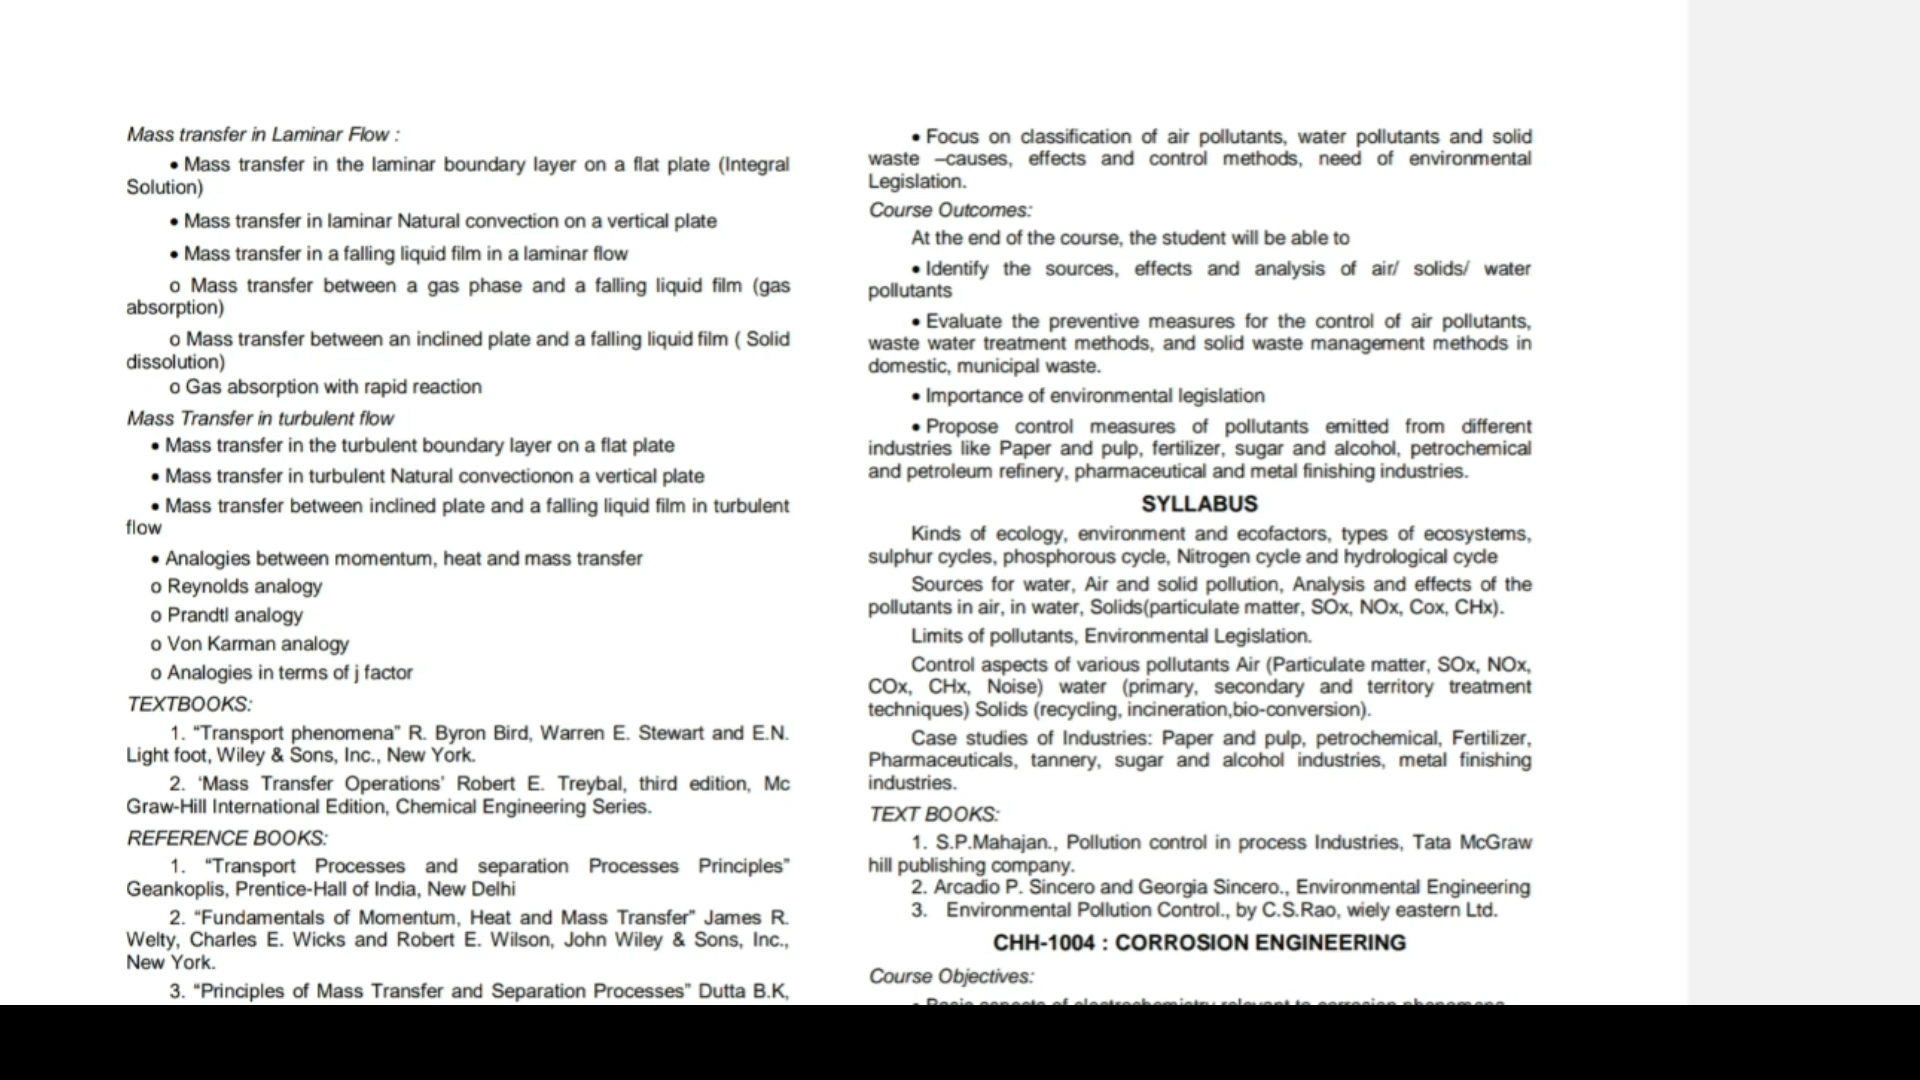 Mass transfer in Laminar Flow :
• Mass transfer in the laminar boundary layer on a flat plate (Integral
Solution)
• Mass transfer in laminar Natural convection on a vertical plate
• Mass transfer in a falling liquid film in a laminar flow
o Mass transfer between a gas phase and a falling liquid film (gas
absorption)
o Mass transfer between an inclined plate and a falling liquid film ( Solid
dissolution)
o Gas absorption with rapid reaction
Mass Transfer in turbulent flow
• Mass transfer in the turbulent boundary layer on a flat plate
• Mass transfer in turbulent Natural convectionon a vertical plate
• Mass transfer between inclined plate and a falling liquid film in turbulent
flow
• Analogies between momentum, heat and mass transfer
o Reynolds analogy
o Prandtl analogy
o Von Karman analogy
o Analogies in terms of j factor
TEXTBOOKS:
1. “Transport phenomena” R. Byron Bird, Warren E. Stewart and E.N.
Light foot, Wiley & Sons, Inc., New York.
2. ‘Mass Transfer Operations’ Robert E. Treybal, third edition, Mc
Graw-Hill International Edition, Chemical Engineering Series.
REFERENCE BOOKS:
1. “Transport Processes and separation Processes Principles”
Geankoplis, Prentice-Hall of India, New Delhi
2. “Fundamentals of Momentum, Heat and Mass Transfer” James R.
Welty, Charles E. Wicks and Robert E. Wilson, John Wiley & Sons, Inc.,
New York.
3. “Principles of Mass Transfer and Separation Processes” Dutta B.K,
• Focus on classification of air pollutants, water pollutants and solid
waste –causes, effects and control methods, need of environmental
Legislation.
Course Outcomes:
At the end of the course, the student will be able to
• Identify the sources, effects and analysis of air/ solids/ water
pollutants
• Evaluate the preventive measures for the control of air pollutants,
waste water treatment methods, and solid waste management methods in
domestic, municipal waste.
• Importance of environmental legislation
• Propose control measures of pollutants emitted from different
industries like Paper and pulp, fertilizer, sugar and alcohol, petrochemical
and petroleum refinery, pharmaceutical and metal finishing industries.
SYLLABUS
Kinds of ecology, environment and ecofactors, types of ecosystems,
sulphur cycles, phosphorous cycle, Nitrogen cycle and hydrological cycle
Sources for water, Air and solid pollution, Analysis and effects of the
pollutants in air, in water, Solids(particulate matter, SOx, NOx, Cox, CHx).
Limits of pollutants, Environmental Legislation.
Control aspects of various pollutants Air (Particulate matter, SOx, NOx,
COx, CHx, Noise) water (primary, secondary and territory treatment
techniques) Solids (recycling, incineration,bio-conversion).
Case studies of Industries: Paper and pulp, petrochemical, Fertilizer,
Pharmaceuticals, tannery, sugar and alcohol industries, metal finishing
industries.
TEXT BOOKS:
1. S.P.Mahajan., Pollution control in process Industries, Tata McGraw
hill publishing company.
2. Arcadio P. Sincero and Georgia Sincero., Environmental Engineering
3. Environmental Pollution Control., by C.S.Rao, wiely eastern Ltd.
CHH-1004 : CORROSION ENGINEERING
Course Objectives:
• Basic aspects of electrochemistry relevant to corrosion phenomena